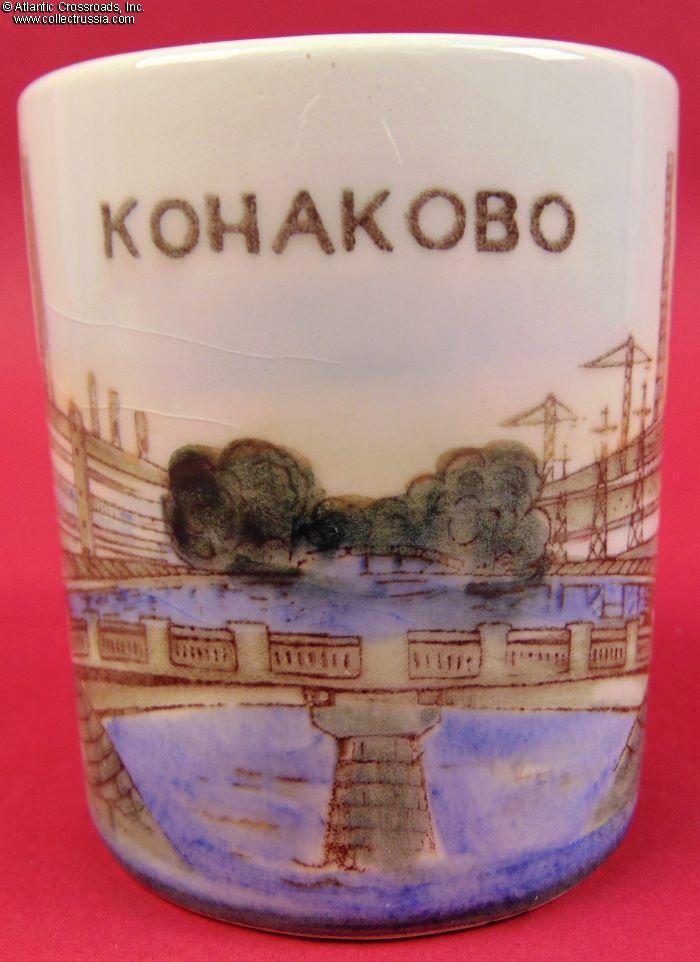 © Atlantic Crossroads, Inc.
www.collectrussia.com
КОНАКОВО